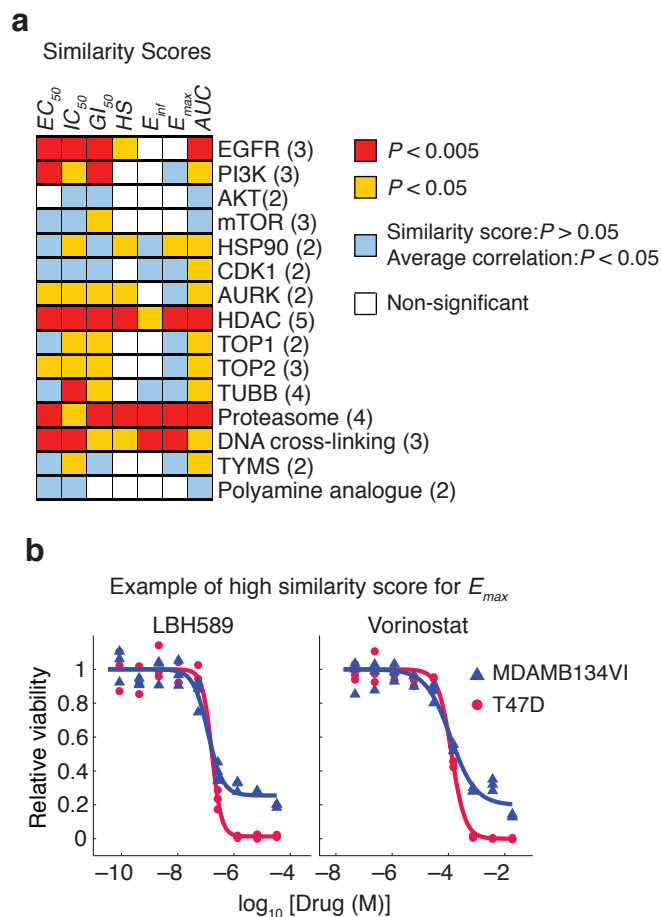 a
Similarity Scores
EC50 IC50 GI50 HS Einf Emax AUC
EGFR (3)
PI3K (3)
AKT(2)
mTOR (3)
HSP90 (2)
CDK1 (2)
AURK (2)
HDAC (5)
TOP1 (2)
TOP2 (3)
TUBB (4)
Proteasome (4)
DNA cross-linking (3)
TYMS (2)
Polyamine analogue (2)
P < 0.005
P < 0.05
Similarity score:P > 0.05
Average correlation:P < 0.05
Non-significant
b
Example of high similarity score for Emax
LBH589 Vorinostat
MDAMB134VI
T47D
Relative viability
1
0.8
0.6
0.4
0.2
0
−10 −8 −6 −4 −8 −6 −4 −2
log10 [Drug (M)]